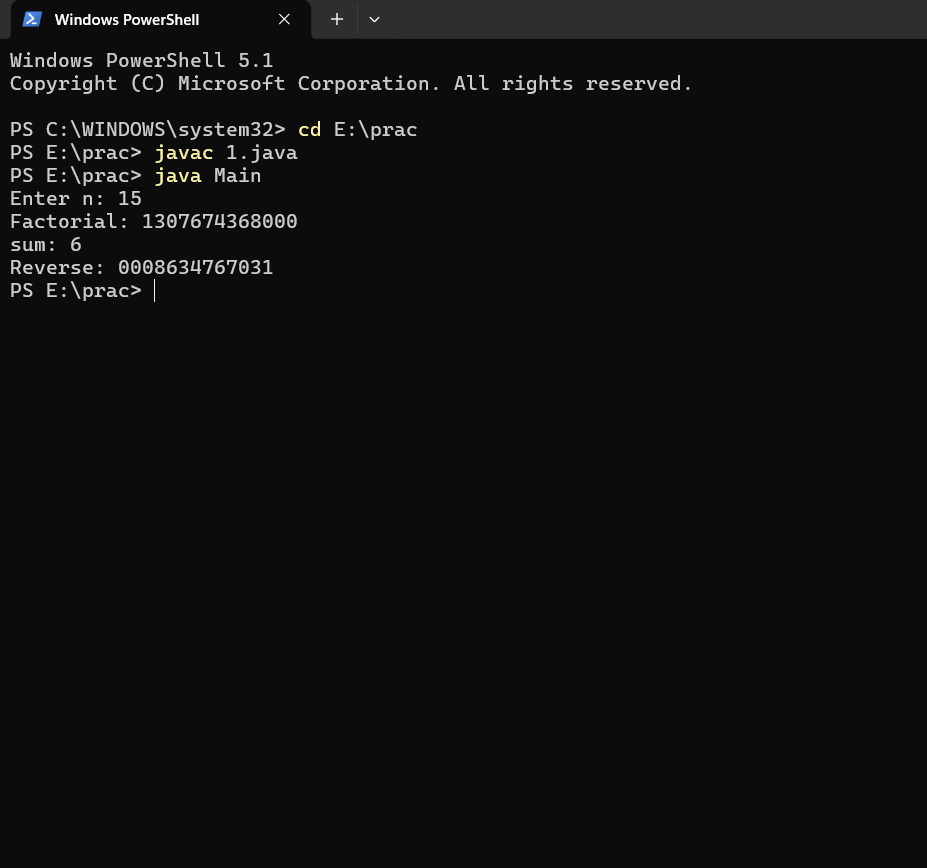 Windows PowerShell
Windows PowerShell 5.1
Copyright (C) Microsoft Corporation. All rights reserved.
PS C:\WINDOWS\system32> cd E:\prac
PS E:\prac> javac 1.java
PS E:\prac> java Main
Enter n: 15
Factorial: 1307674368000
sum: 6
Reverse: 0008634767031
PS E:\prac>